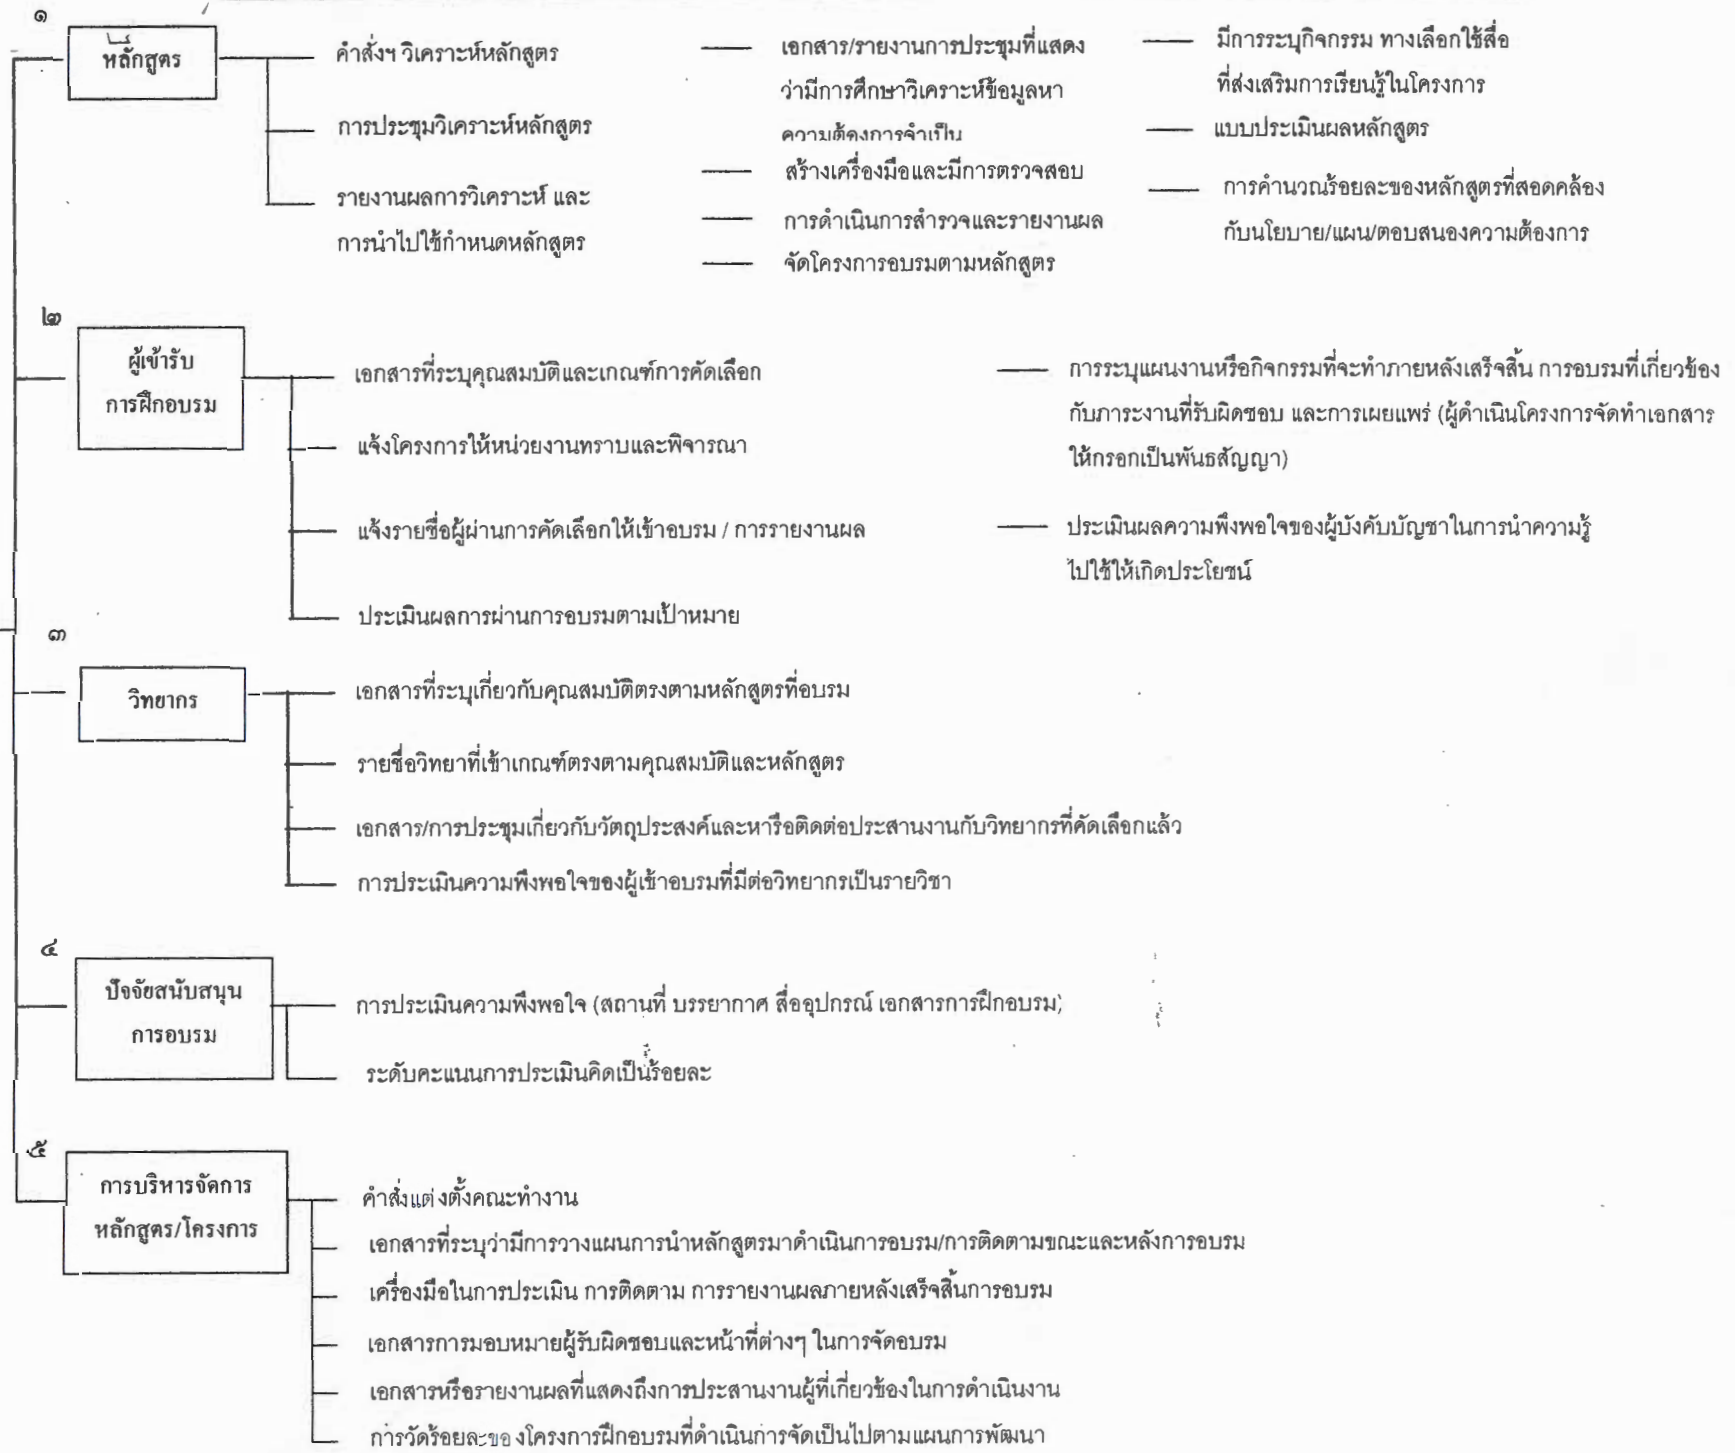 ๑
หลักสูตร
คำสั่งฯ วิเคราะห์หลักสูตร
การประชุมวิเคราะห์หลักสูตร
รายงานผลการวิเคราะห์ และ
การนำไปใช้กำหนดหลักสูตร
เอกสาร/รายงานการประชุมที่แสดง
ว่ามีการศึกษาวิเคราะห์ข้อมูลหา
ความต้องการจำเป็น
สร้างเครื่องมือและมีการตรวจสอบ
การดำเนินการสำรวจและรายงานผล
จัดโครงการอบรมตามหลักสูตร
มีการระบุกิจกรรม ทางเลือกใช้สื่อ
ที่ส่งเสริมการเรียนรู้ในโครงการ
แบบประเมินผลหลักสูตร
การคำนวณร้อยละของหลักสูตรที่สอดคล้อง
กับนโยบาย/แผน/ตอบสนองความต้องการ
๒
ผู้เข้ารับ
การฝึกอบรม
เอกสารที่ระบุคุณสมบัติและเกณฑ์การคัดเลือก
แจ้งโครงการให้หน่วยงานทราบและพิจารณา
แจ้งรายชื่อผู้ผ่านการคัดเลือกให้เข้าอบรม / การรายงานผล
ประเมินผลการผ่านการอบรมตามเป้าหมาย
การระบุแผนงานหรือกิจกรรมที่จะทำภายหลังเสร็จสิ้น การอบรมที่เกี่ยวข้อง
กับภาระงานที่รับผิดชอบ และการเผยแพร่ (ผู้ดำเนินโครงการจัดทำเอกสาร
ให้กรอกเป็นพันธสัญญา)
ประเมินผลความพึงพอใจของผู้บังคับบัญชาในการนำความรู้
ไปใช้ให้เกิดประโยชน์
๓
วิทยากร
เอกสารที่ระบุเกี่ยวกับคุณสมบัติตรงตามหลักสูตรที่อบรม
รายชื่อวิทยาที่เข้าเกณฑ์ตรงตามคุณสมบัติและหลักสูตร
เอกสาร/การประชุมเกี่ยวกับวัตถุประสงค์และหารือติดต่อประสานงานกับวิทยากรที่คัดเลือกแล้ว
การประเมินความพึงพอใจของผู้เข้าอบรมที่มีต่อวิทยากรเป็นรายวิชา
๔
ปัจจัยสนับสนุน
การอบรม
การประเมินความพึงพอใจ (สถานที่ บรรยากาศ สื่ออุปกรณ์ เอกสารการฝึกอบรม)
ระดับคะแนนการประเมินคิดเป็นร้อยละ
๕
การบริหารจัดการ
หลักสูตร/โครงการ
คำสั่งแต่งตั้งคณะทำงาน
เอกสารที่ระบุว่ามีการวางแผนการนำหลักสูตรมาดำเนินการอบรม/การติดตามขณะและหลังการอบรม
เครื่องมือในการประเมิน การติดตาม การรายงานผลภายหลังเสร็จสิ้นการอบรม
เอกสารการมอบหมายผู้รับผิดชอบและหน้าที่ต่างๆ ในการจัดอบรม
เอกสารหรือรายงานผลที่แสดงถึงการประสานงานผู้ที่เกี่ยวข้องในการดำเนินงาน
การวัดร้อยละของโครงการฝึกอบรมที่ดำเนินการจัดเป็นไปตามแผนการพัฒนา